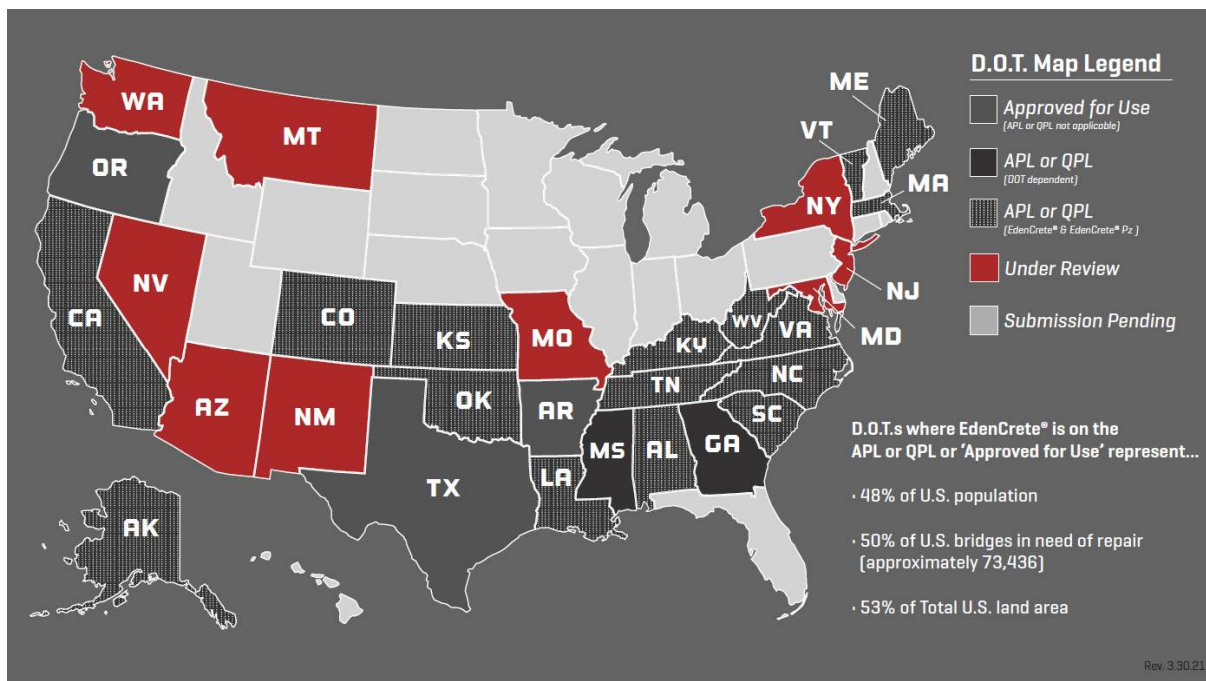 D.O.T. Map Legend
Approved for Use
(APL or QPL not applicable)
APL or QPL
(DOT dependent)
APL or QPL
(EdenCrete® & EdenCrete® Pz )
Under Review
Submission Pending
WA
MT
OR
NV
CA
AZ
NM
CO
KS
OK
TX
MO
AR
LA
MS
AL
GA
TN
KY
WV
VA
NC
SC
AK
ME
VT
MA
NY
NJ
MD
D.O.T.s where EdenCrete® is on the
APL or QPL or 'Approved for Use' represent...
· 48% of U.S. population
· 50% of U.S. bridges in need of repair
(approximately 73,436)
· 53% of Total U.S. land area
Rev. 3.30.21